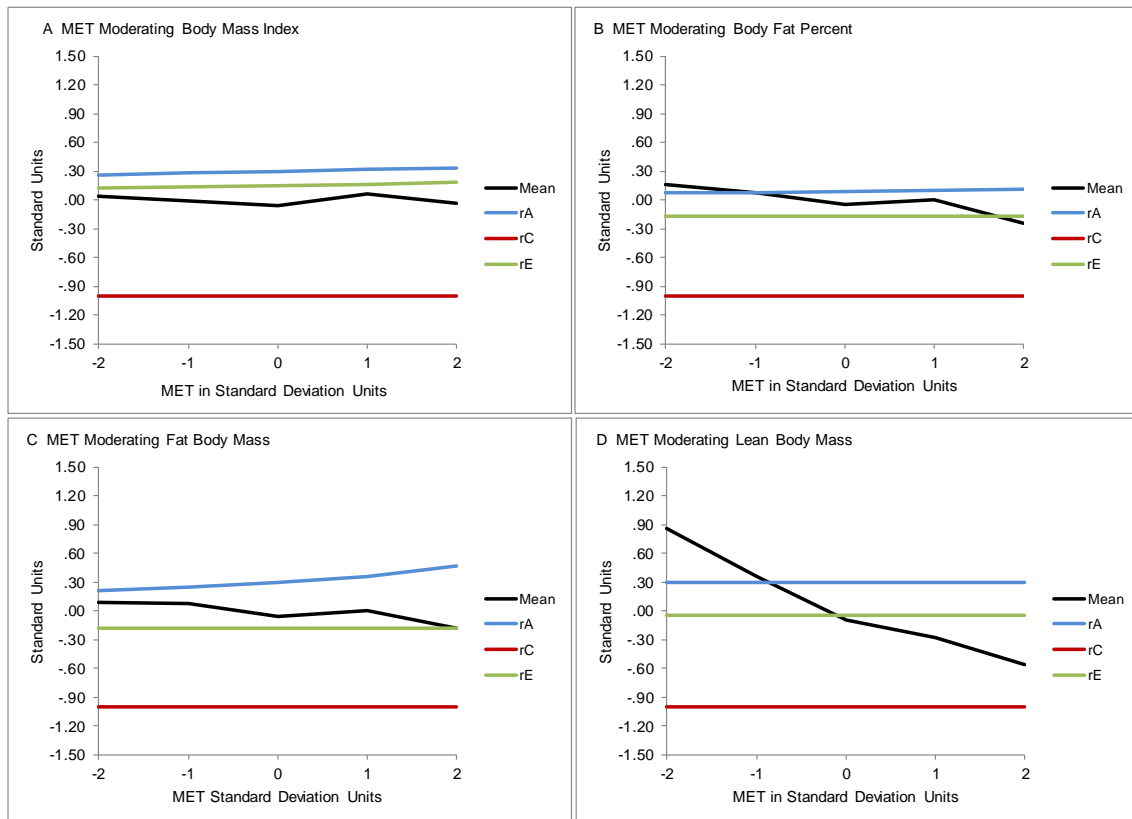 A MET Moderating Body Mass Index
1.50
1.20
.90
.60
.30
.00
-.30
-.60
-.90
-1.20
-1.50
Standard Units
-2 -1 0 1 2
MET in Standard Deviation Units
Mean
rA
rC
rE
B MET Moderating Body Fat Percent
1.50
1.20
.90
.60
.30
.00
-.30
-.60
-.90
-1.20
-1.50
Standard Units
-2 -1 0 1 2
MET in Standard Deviation Units
Mean
rA
rC
rE
C MET Moderating Fat Body Mass
1.50
1.20
.90
.60
.30
.00
-.30
-.60
-.90
-1.20
-1.50
Standard Units
-2 -1 0 1 2
MET Standard Deviation Units
Mean
rA
rC
rE
D MET Moderating Lean Body Mass
1.50
1.20
.90
.60
.30
.00
-.30
-.60
-.90
-1.20
-1.50
Standard Units
-2 -1 0 1 2
MET in Standard Deviation Units
Mean
rA
rC
rE